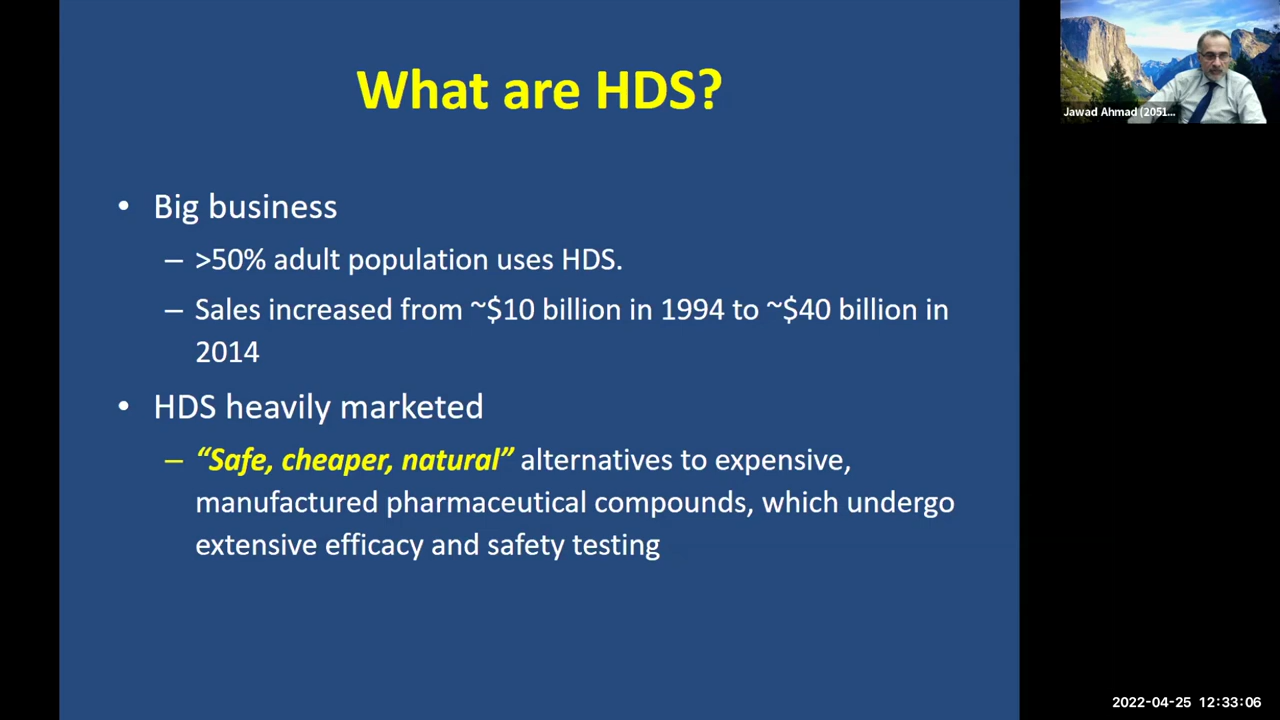 What are HDS?
• Big business
– >50% adult population uses HDS.
– Sales increased from ~$10 billion in 1994 to ~$40 billion in
2014
• HDS heavily marketed
– “Safe, cheaper, natural” alternatives to expensive,
manufactured pharmaceutical compounds, which undergo
extensive efficacy and safety testing
Jawad Ahmad (2051...
2022-04-25 12:33:06